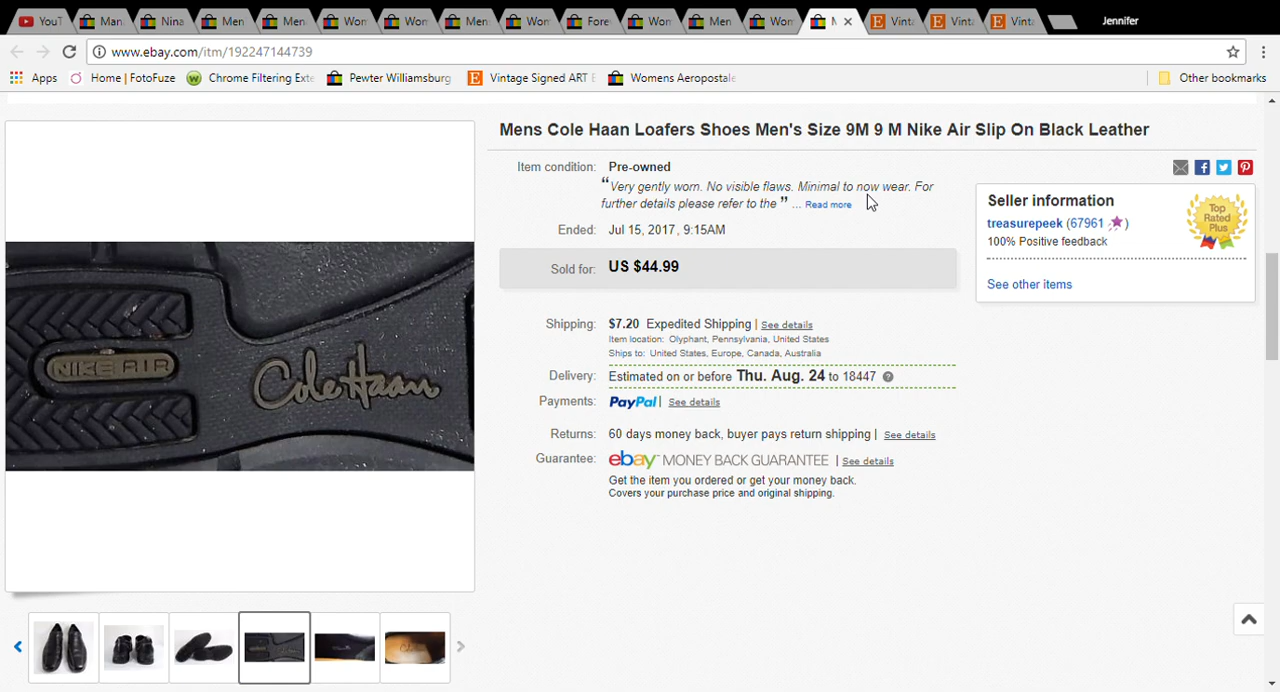 YouT
Man
Nina
Men
Men
Won
Won
Men
Won
Fore
Won
Men
Won
Vinta
Vinta
Vinta
Jennifer
www.ebay.com/itm/192247144739
Apps
Home | FotoFuze
Chrome Filtering Exte
Pewter Williamsburg
Vintage Signed ART E
Womens Aeropostale
Other bookmarks
Mens Cole Haan Loafers Shoes Men's Size 9M 9 M Nike Air Slip On Black Leather
Item condition: Pre-owned
“Very gently worn. No visible flaws. Minimal to now wear. For
further details please refer to the ” ... Read more
Ended: Jul 15, 2017 , 9:15AM
Sold for: US $44.99
Shipping: $7.20 Expedited Shipping | See details
Item location: Olyphant, Pennsylvania, United States
Ships to: United States, Europe, Canada, Australia
Delivery: Estimated on or before Thu. Aug. 24 to 18447 ?
Payments: PayPal | See details
Returns: 60 days money back, buyer pays return shipping | See details
Guarantee: ebay MONEY BACK GUARANTEE | See details
Get the item you ordered or get your money back.
Covers your purchase price and original shipping.
Seller information
treasurepeek (67961 )
100% Positive feedback
See other items
Top
Rated
Plus
NIKE AIR
Cole Haan